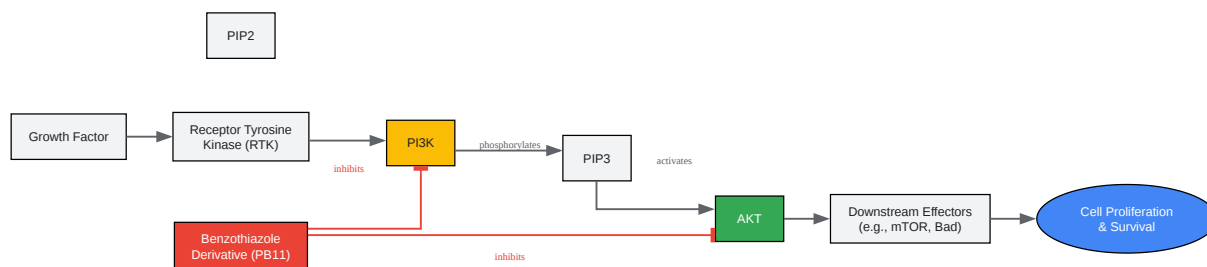 PIP2
Growth Factor
Receptor Tyrosine
Kinase (RTK)
PI3K
phosphorylates
PIP3
activates
inhibits
AKT
Downstream Effectors
(e.g., mTOR, Bad)
Cell Proliferation
& Survival
Benzothiazole
Derivative (PB11)
inhibits